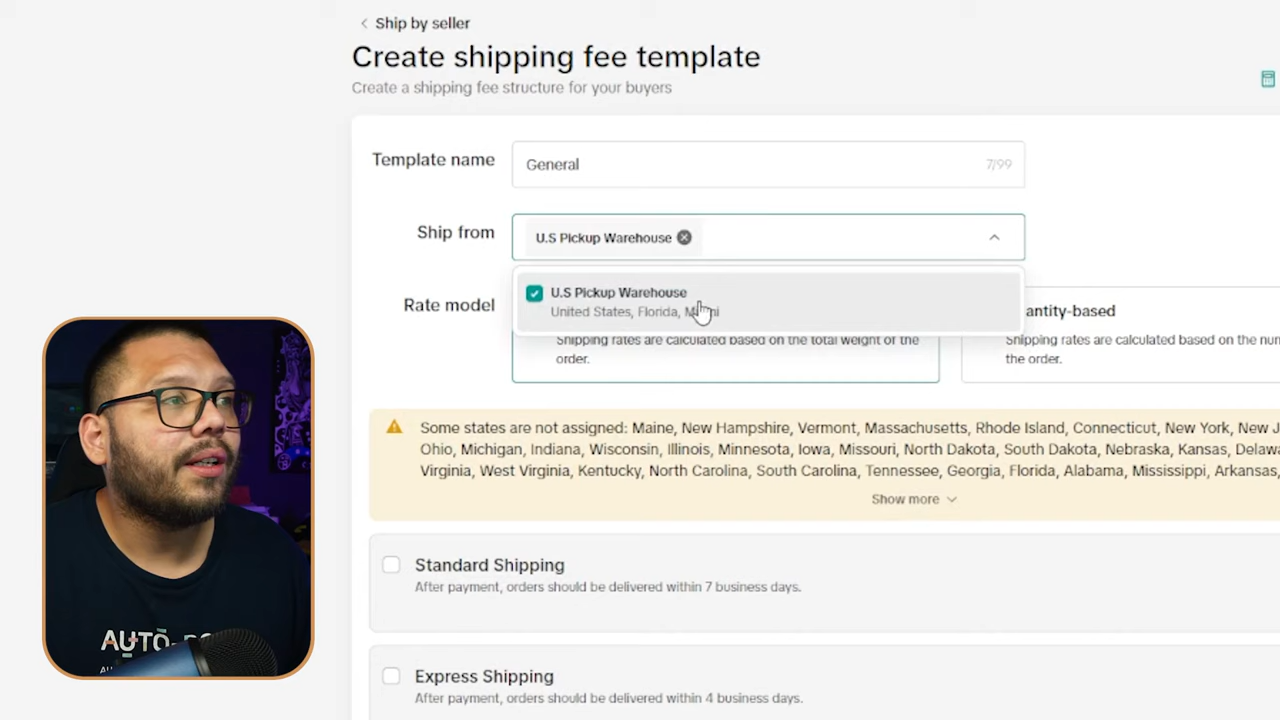 Ship by seller
Create shipping fee template
Create a shipping fee structure for your buyers
Template name
General
7/99
Ship from
U.S Pickup Warehouse
U.S Pickup Warehouse
United States, Florida,
Rate model
antity-based
Shipping rates are calculated based on the total weight of the
order.
Shipping rates are calculated based on the
the order.
Some states are not assigned: Maine, New Hampshire, Vermont, Massachusetts, Rhode Island, Connecticut, New York, New J
Ohio, Michigan, Indiana, Wisconsin, Illinois, Minnesota, Iowa, Missouri, North Dakota, South Dakota, Nebraska, Kansas, Delawa
Virginia, West Virginia, Kentucky, North Carolina, South Carolina, Tennessee, Georgia, Florida, Alabama, Mississippi, Arkansas,
Show more
Standard Shipping
After payment, orders should be delivered within 7 business days.
Express Shipping
After payment, orders should be delivered within 4 business days.
AUTO